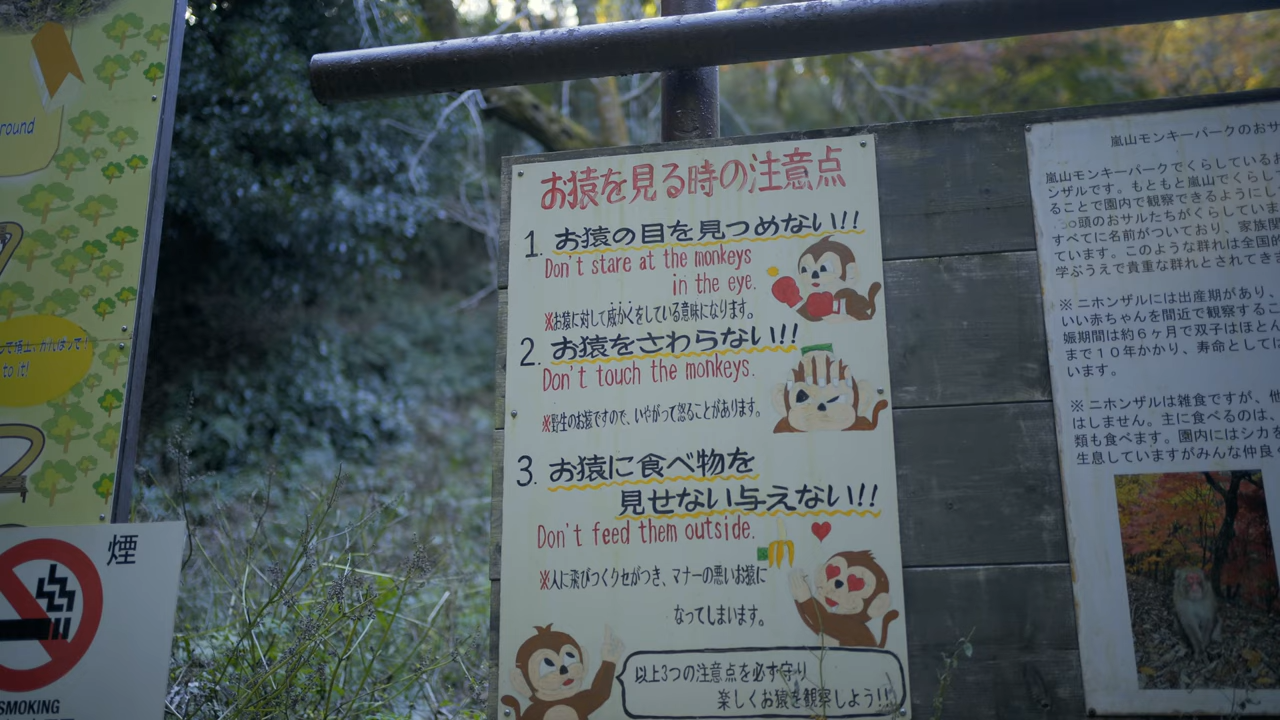 round
で頂上、がんばって!
to it!
煙
SMOKING
お猿を見る時の注意点
1. お猿の目を見つめない!!
Don't stare at the monkeys
in the eye.
※お猿に対して威かくをしている意味になります。
2. お猿をさわらない!!
Don't touch the monkeys.
※野生のお猿ですので、いやがって怒ることがあります。
3. お猿に食べ物を
見せない与えない!!
Don't feed them outside.
※人に飛びつくクセがつき、マナーの悪いお猿に
なってしまいます。
以上3つの注意点を必ず守り
楽しくお猿を観察しよう!!
嵐山モンキーパークのおサ
嵐山モンキーパークでくらしているお
ンザルです。もともと嵐山でくらし
ることで園内で観察できるようにし
頭のおサルたちがくらしていま
すべてに名前がついており、家族関
ています。このような群れは全国的
学ぶうえで貴重な群れとされてきま
※ ニホンザルには出産期があり、
いい赤ちゃんを間近で観察するこ
娠期間は約6ヶ月で双子はほとん
まで10年かかり、寿命としては
います。
※ ニホンザルは雑食ですが、他
はしません。主に食べるのは、
類も食べます。園内にはシカを
生息していますがみんな仲良く